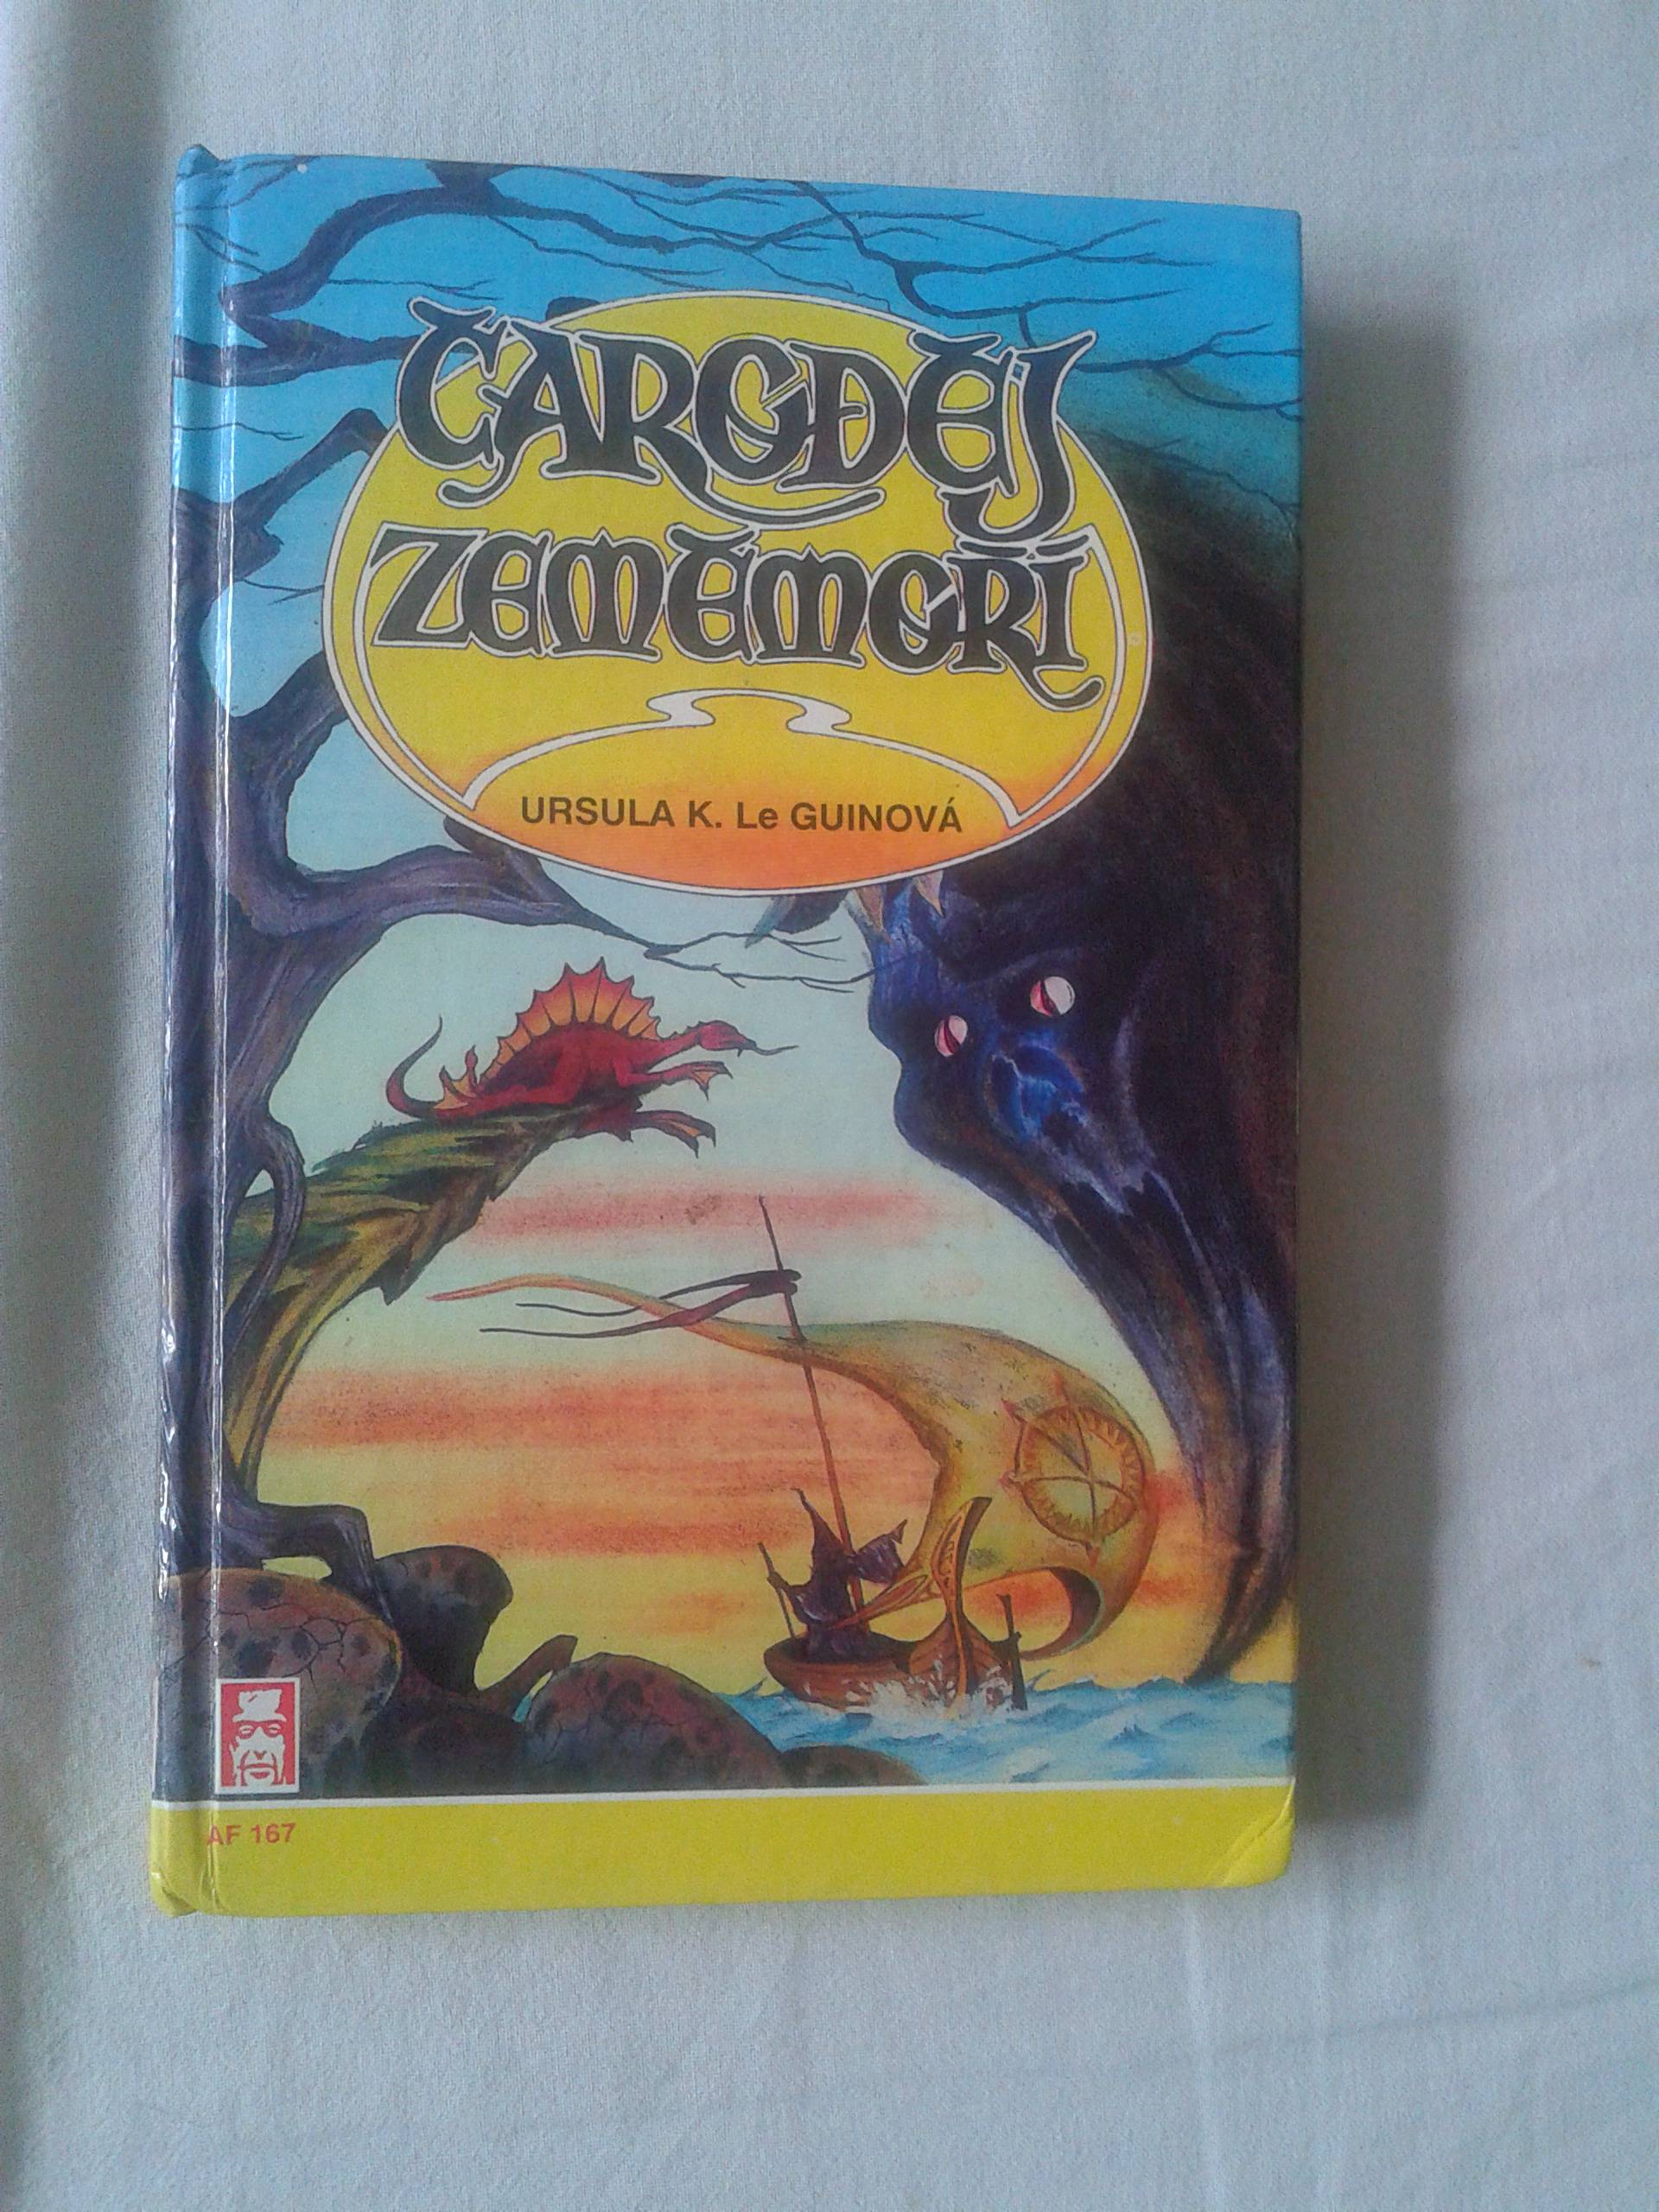 ČARODĚJ
ZEMĚMOŘÍ
URSULA K. Le GUINOVÁ
AF 167